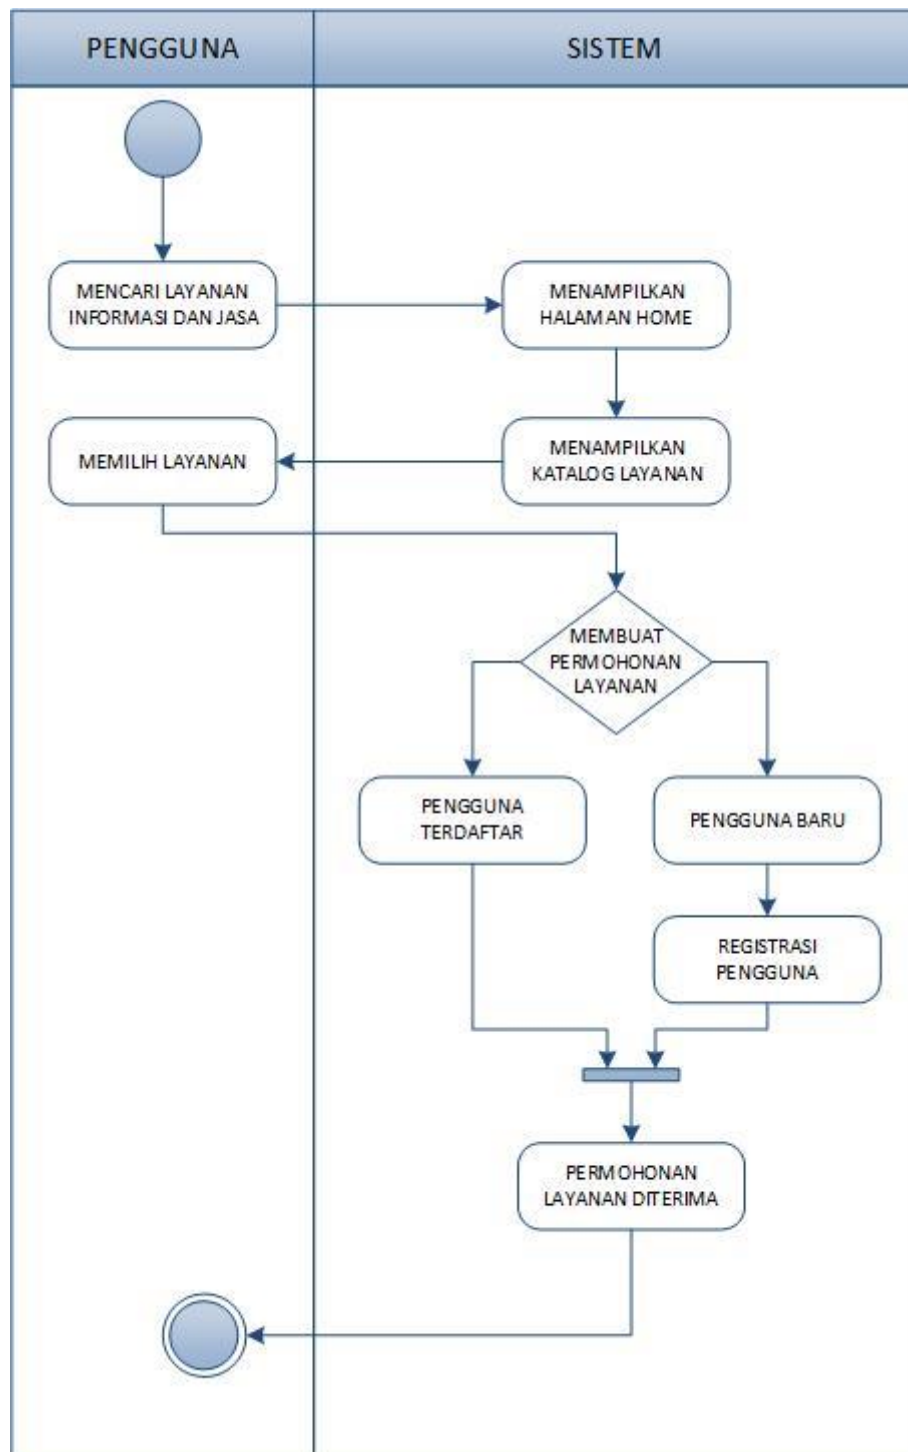 PENGGUNA
SISTEM
MENCARI LAYANAN
INFORMASI DAN JASA
MENAMPILKAN
HALAMAN HOME
MEMILIH LAYANAN
MENAMPILKAN
KATALOG LAYANAN
MEMBUAT
PERMOHONAN
LAYANAN
PENGGUNA
TERDAFTAR
PENGGUNA BARU
REGISTRASI
PENGGUNA
PERMOHONAN
LAYANAN DITERIMA